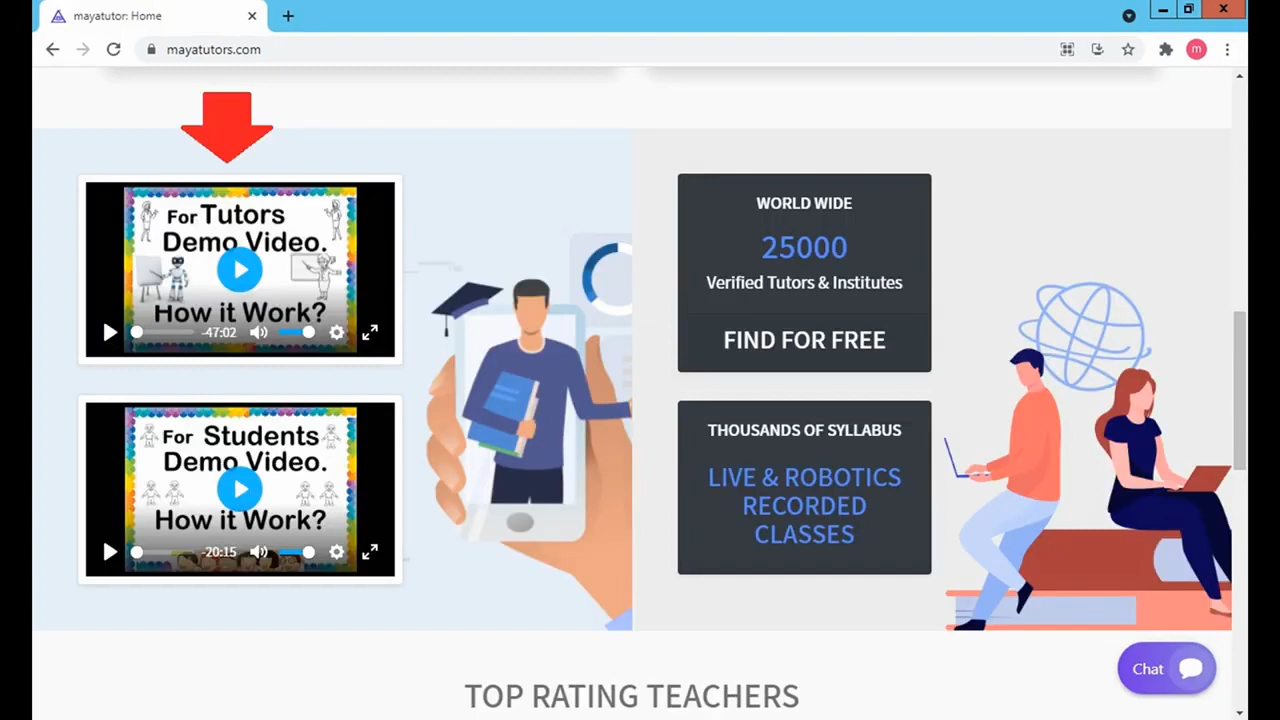 mayatutor: Home
mayatutors.com
m
For Tutors
Demo Video.
How it Work?
-47:02
For Students
Demo Video.
How it Work?
-20:15
WORLD WIDE
25000
Verified Tutors & Institutes
FIND FOR FREE
THOUSANDS OF SYLLABUS
LIVE & ROBOTICS
RECORDED
CLASSES
Chat
TOP RATING TEACHERS